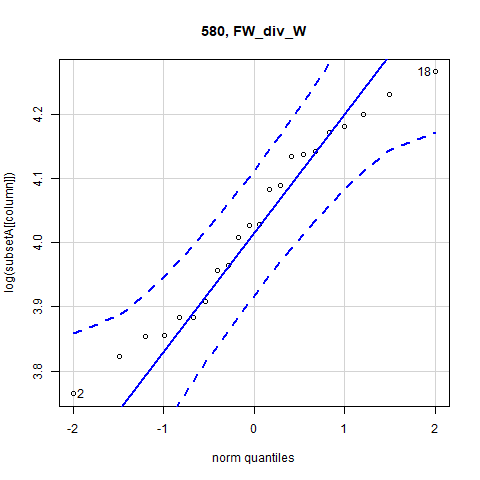 580, FW_div_W
log(subsetA[[column]])
4.2
4.1
4.0
3.9
3.8
18
2
-2 -1 0 1 2
norm quantiles